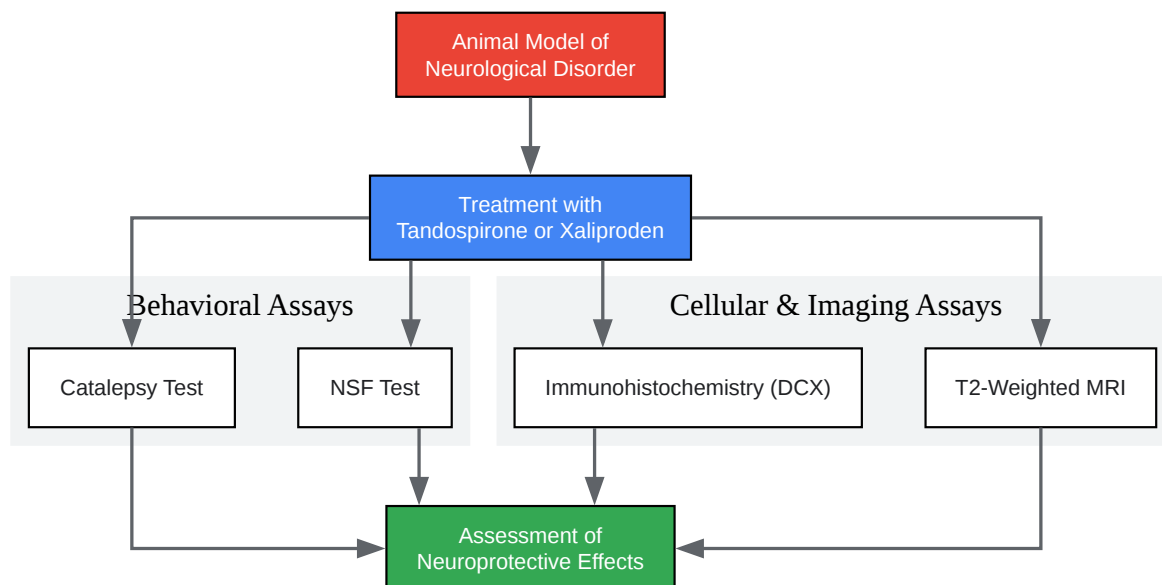 Animal Model of
Neurological Disorder
Treatment with
Tandospirone or Xaliproden
Behavioral Assays
Cellular & Imaging Assays
Catalepsy Test
NSF Test
Immunohistochemistry (DCX)
T2-Weighted MRI
Assessment of
Neuroprotective Effects